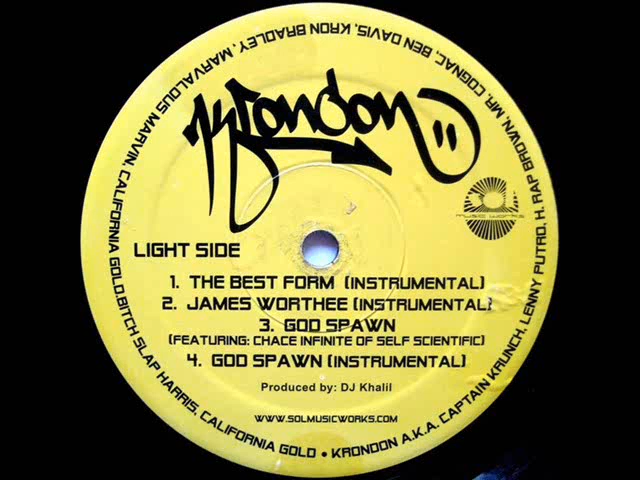 Krondon
music works
LIGHT SIDE
1. THE BEST FORM (INSTRUMENTAL)
2. JAMES WORTHEE (INSTRUMENTAL)
3. GOD SPAWN
(FEATURING: CHACE INFINITE OF SELF SCIENTIFIC)
4. GOD SPAWN (INSTRUMENTAL)
Produced by: DJ Khalil
WWW.SOLMUSICWORKS.COM
KRONDON A.K.A. CAPTAIN KRUNCH, LENNY PUTRO, H. RAP BROWN, MR. COGNAC, BEN DAVIS, KRON BRADLEY, MARVALOUS MARVIN, CALIFORNIA GOLD,BITCH SLAP HARRIS, CALIFORNIA GOLD •